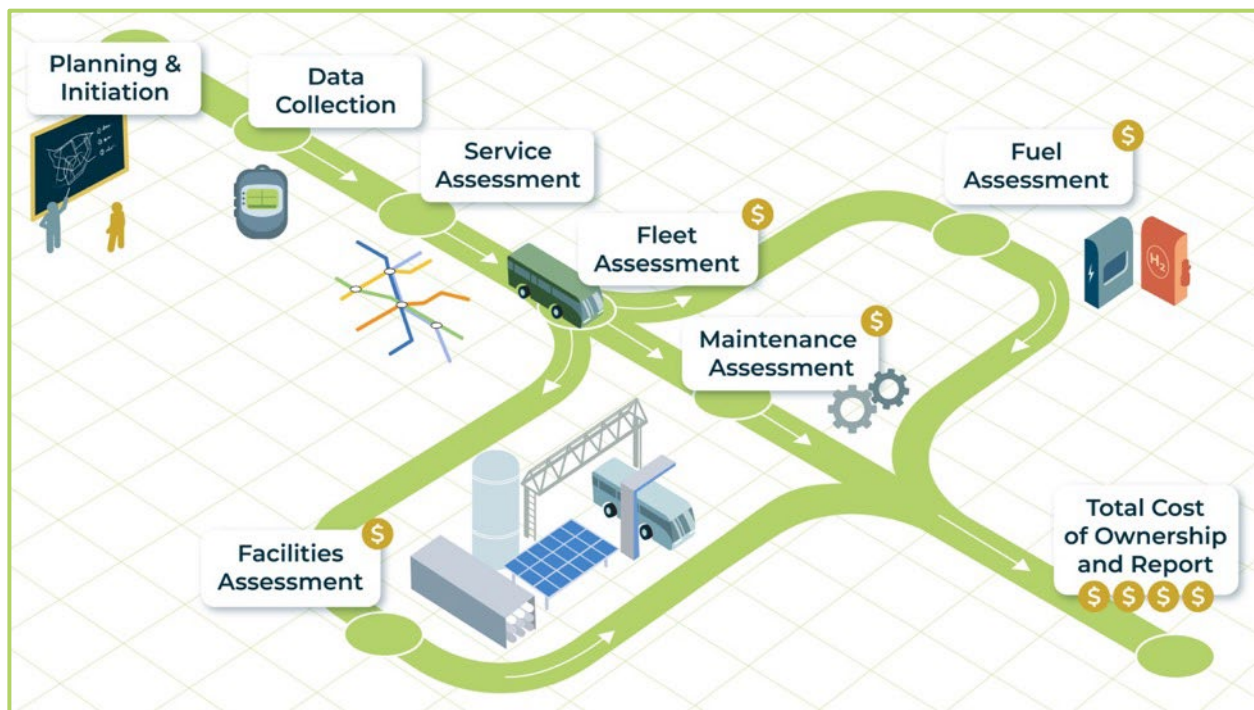 Planning &
Initiation
Data
Collection
Service
Assessment
Fleet
Assessment
$
Fuel
Assessment
$
Maintenance
Assessment
$
H2
Facilities
Assessment
$
Total Cost
of Ownership
and Report
$ $ $ $